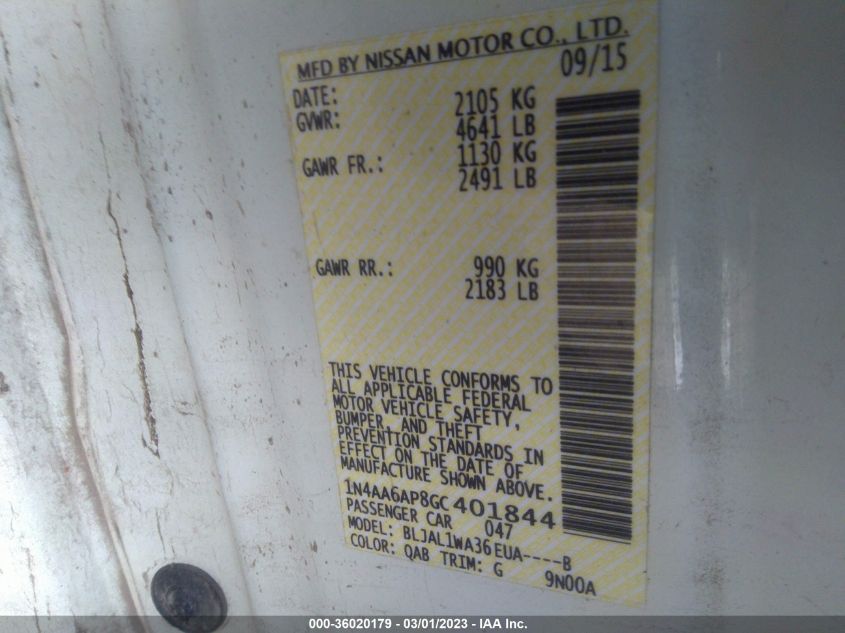 MFD BY NISSAN MOTOR CO., LTD.
DATE: 09/15
GVWR: 2105 KG
4641 LB
GAWR FR.: 1130 KG
2491 LB
GAWR RR.: 990 KG
2183 LB
THIS VEHICLE CONFORMS TO
ALL APPLICABLE FEDERAL
MOTOR VEHICLE SAFETY,
BUMPER, AND THEFT
PREVENTION STANDARDS IN
EFFECT ON THE DATE OF
MANUFACTURE SHOWN ABOVE.
1N4AA6AP8GC401844
PASSENGER CAR 047
MODEL: BLJAL1WA36EUA----B
COLOR: QAB TRIM: G 9N00A
000-36020179 - 03/01/2023 - IAA Inc.